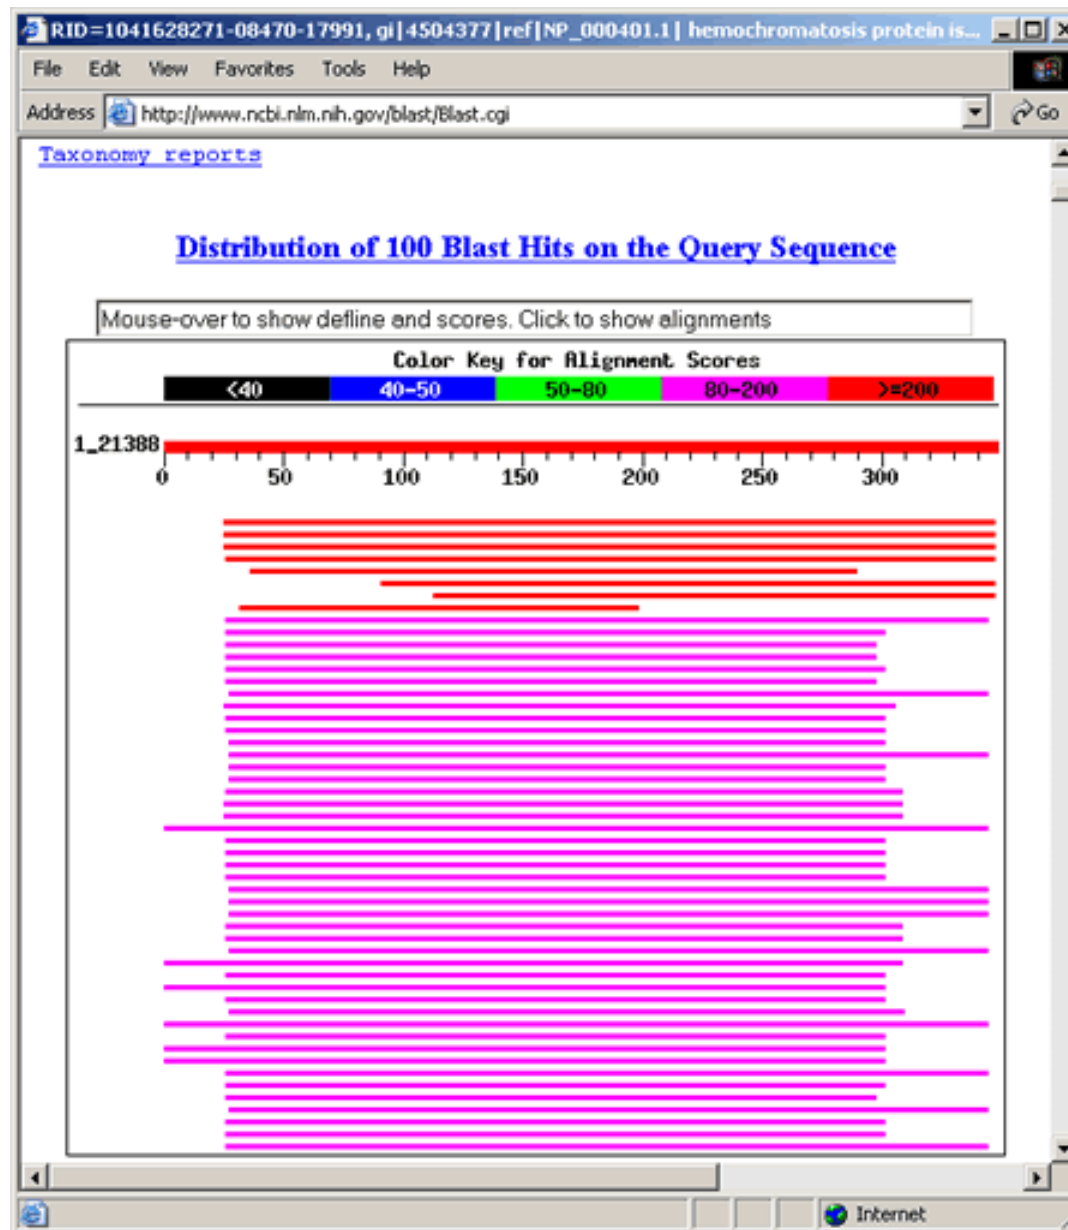 RID=1041628271-08470-17991, gi|4504377|ref|NP_000401.1| hemochromatosis protein is...
File Edit View Favorites Tools Help
Address http://www.ncbi.nlm.nih.gov/blast/Blast.cgi Go
Taxonomy reports
Distribution of 100 Blast Hits on the Query Sequence
Mouse-over to show defline and scores. Click to show alignments
Color Key for Alignment Scores
<40 40-50 50-80 80-200 >=200
1_21388
0 50 100 150 200 250 300
Internet